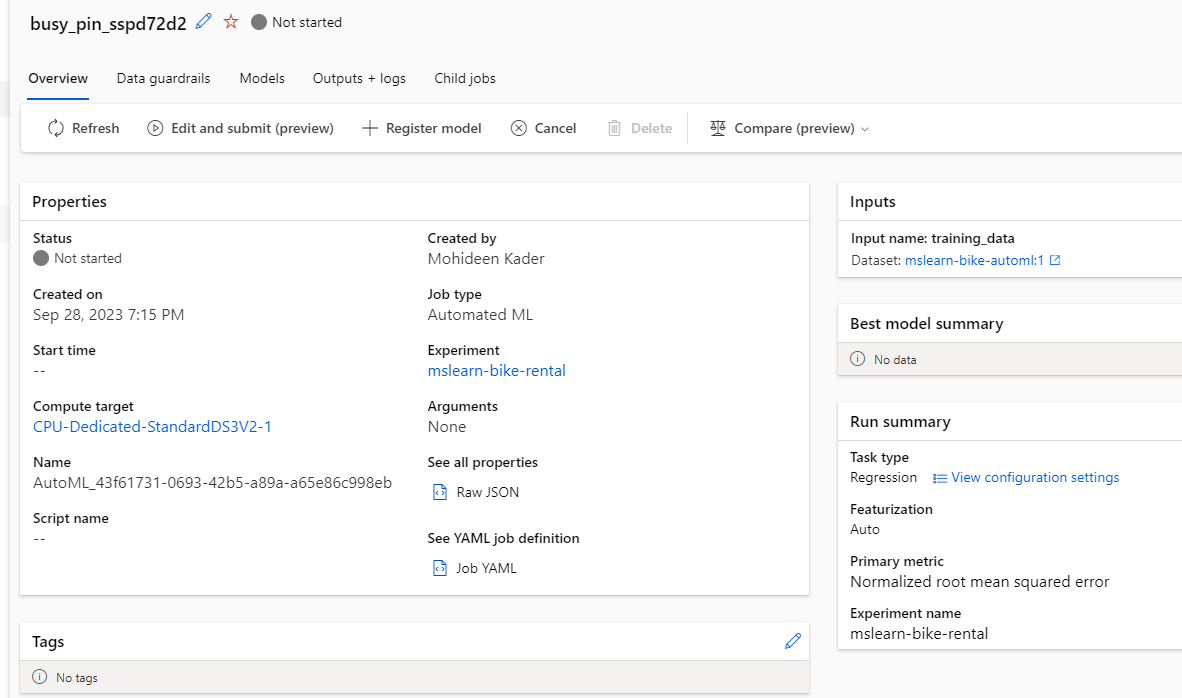 busy_pin_sspd72d2 Not started
Overview Data guardrails Models Outputs + logs Child jobs
Refresh Edit and submit (preview) Register model Cancel Delete Compare (preview)
Properties
Status
Not started
Created on
Sep 28, 2023 7:15 PM
Start time
--
Compute target
CPU-Dedicated-StandardDS3V2-1
Name
AutoML_43f61731-0693-42b5-a89a-a65e86c998eb
Script name
--
Created by
Mohideen Kader
Job type
Automated ML
Experiment
mslearn-bike-rental
Arguments
None
See all properties
Raw JSON
See YAML job definition
Job YAML
Tags
No tags
Inputs
Input name: training_data
Dataset: mslearn-bike-automl:1
Best model summary
No data
Run summary
Task type
Regression View configuration settings
Featurization
Auto
Primary metric
Normalized root mean squared error
Experiment name
mslearn-bike-rental